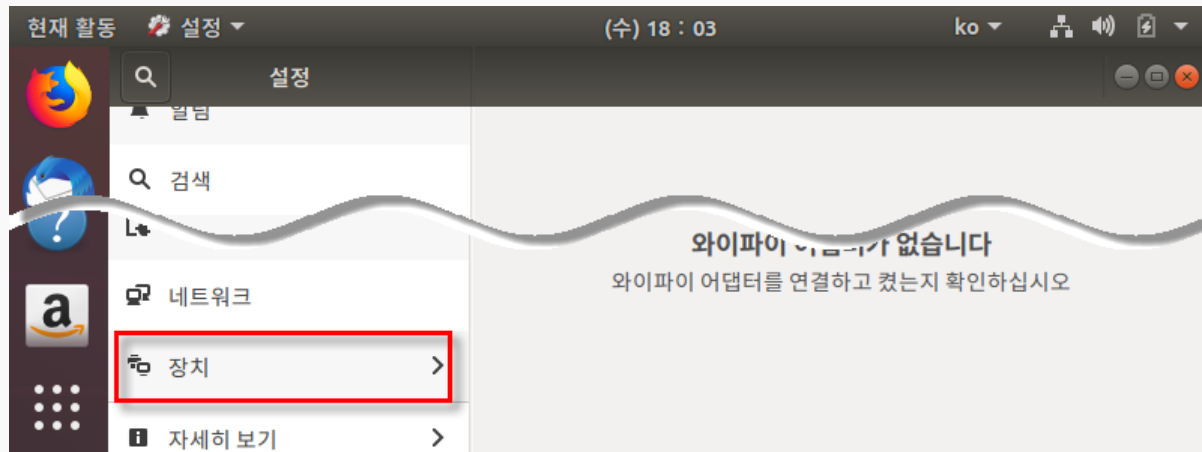 현재 활동 설정 (수) 18 : 03 ko
설정
알림
검색
와이파이 어댑터가 없습니다
와이파이 어댑터를 연결하고 켰는지 확인하십시오
네트워크
장치
자세히 보기